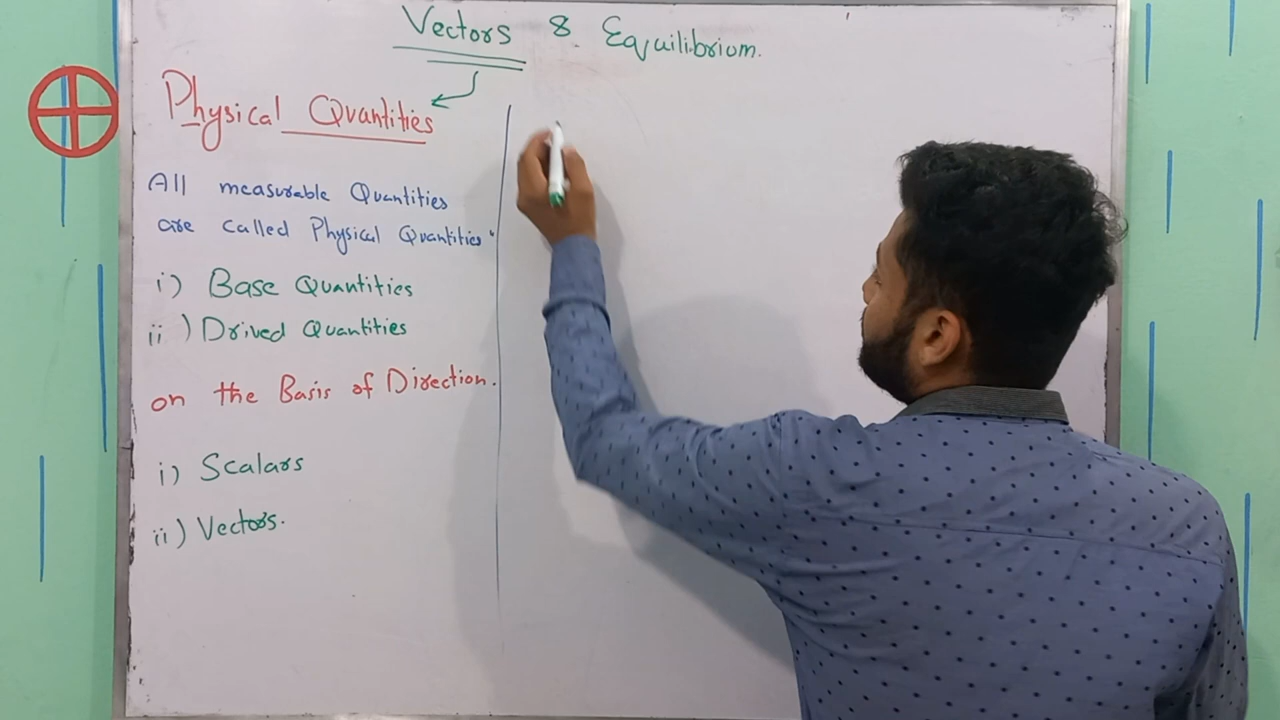 Vectors & Equilibrium.
Physical Quantities
All measurable Quantities
are called Physical Quantities"
i) Base Quantities
ii) Drived Quantities
on the Basis of Direction.
i) Scalars
ii) Vectors.